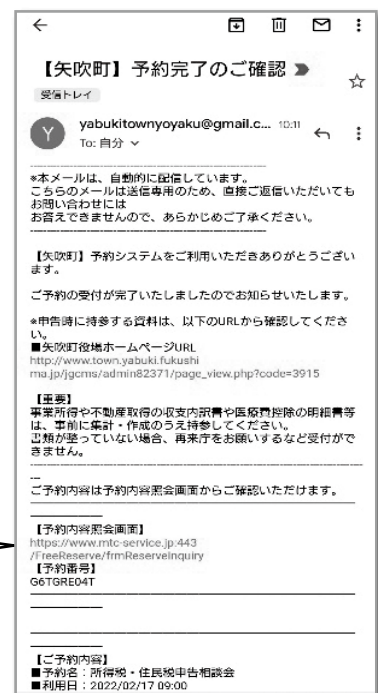 【矢吹町】予約完了のご確認
受信トレイ
Y
yabukitownyoyaku@gmail.c... 10:11
To: 自分
*本メールは、自動的に配信しています。
こちらのメールは送信専用のため、直接ご返信いただいても
お問い合わせには
お答えできませんので、あらかじめご了承ください。
【矢吹町】予約システムをご利用いただきありがとうござい
ます。
ご予約の受付が完了いたしましたのでお知らせいたします。
*申告時に持参する資料は、以下のURLから確認してくださ
い。
■矢吹町役場ホームページURL
http://www.town.yabuki.fukushi
ma.jp/jgcms/admin82371/page_view.php?code=3915
【重要】
事業所得や不動産取得の収支内訳書や医療費控除の明細書等
は、事前に集計・作成のうえ持参してください。
書類が整っていない場合、再来庁をお願いするなど受付がで
きません。
ご予約内容は予約内容照会画面からご確認いただけます。
【予約内容照会画面】
https://www.mtc-service.jp:443
/FreeReserve/frmReserveInquiry
【予約番号】
G6TGRE04T
【ご予約内容】
■予約名：所得税・住民税申告相談会
■利用日：2022/02/17 09:00